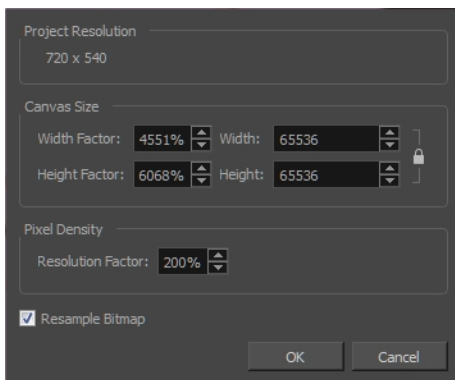 Project Resolution
720 x 540
Canvas Size
Width Factor: 4551% Width: 65536
Height Factor: 6068% Height: 65536
Pixel Density
Resolution Factor: 200%
Resample Bitmap
OK Cancel